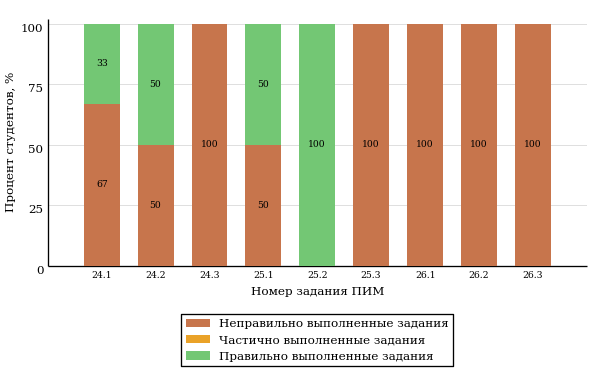 100
75
50
25
0
Процент студентов, %
33
50
50
67
50
100
50
100
100
100
100
100
24.1 24.2 24.3 25.1 25.2 25.3 26.1 26.2 26.3
Номер задания ПИМ
Неправильно выполненные задания
Частично выполненные задания
Правильно выполненные задания